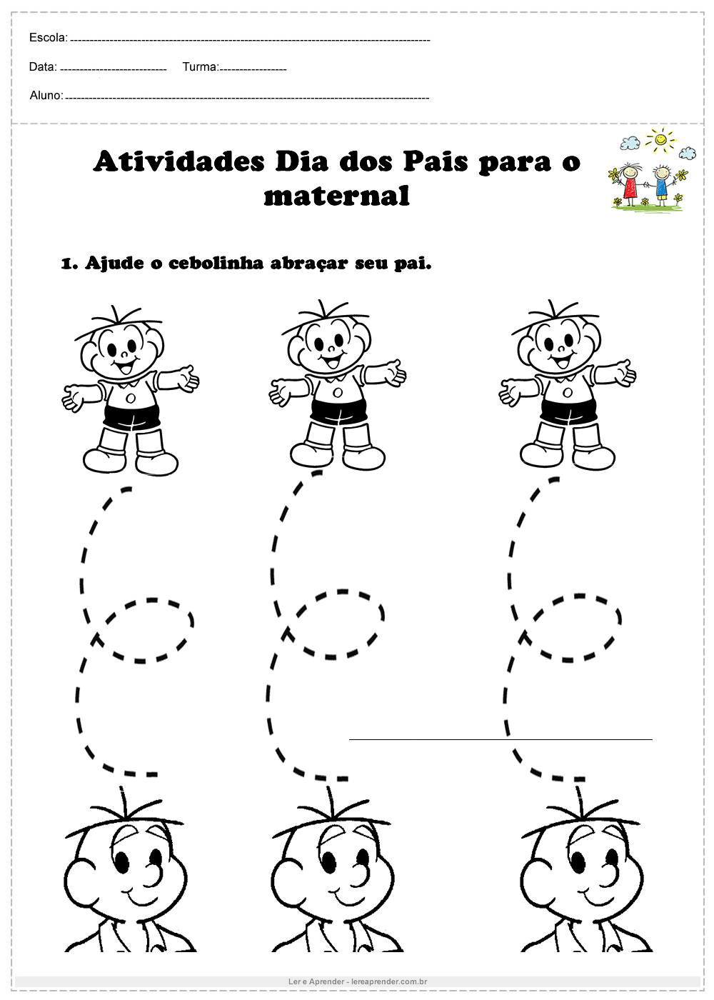 Escola:
Data: Turma:
Aluno:
Atividades Dia dos Pais para o
maternal
1. Ajude o cebolinha abraçar seu pai.
Ler e Aprender - lereaprender.com.br